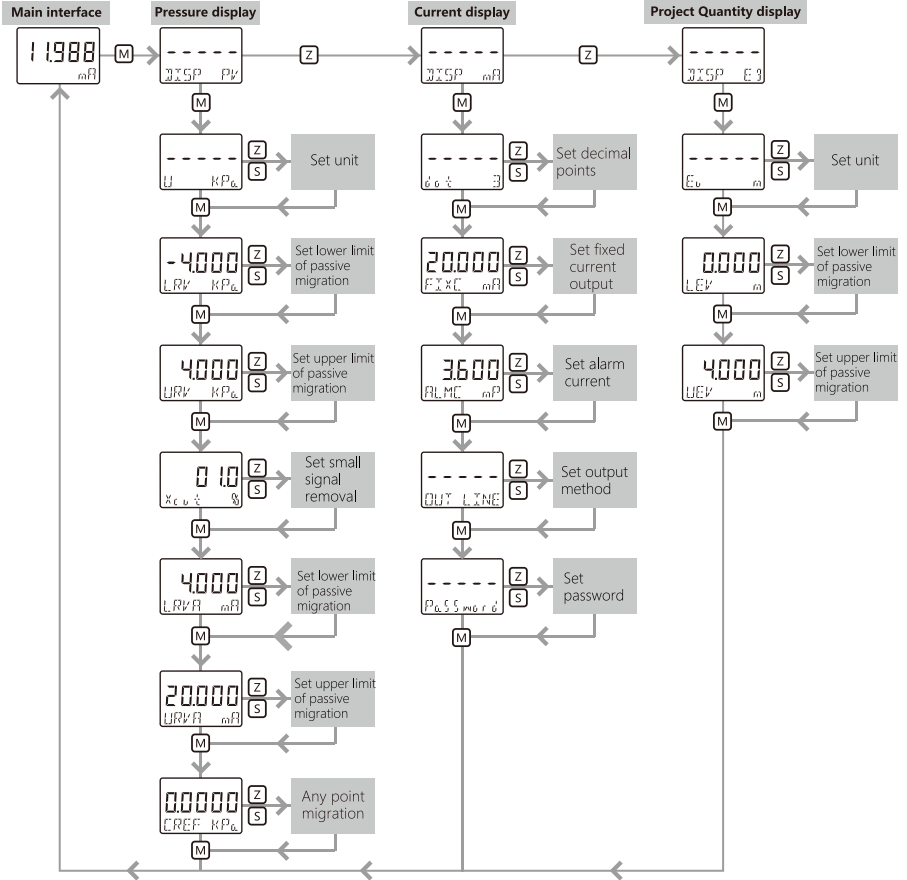 Main interface
Pressure display
Current display
Project Quantity display
11.988
mA
M
- - - - -
DISP PV
Z
- - - - -
DISP mA
Z
- - - - -
DISP EU
M
M
M
- - - - -
U KPa
Z
S
Set unit
M
- - - - -
dot 3
Z
S
Set decimal
points
M
- - - - -
Eu m
Z
S
Set unit
M
-4.000
LRV KPa
Z
S
Set lower limit
of passive
migration
M
20.000
FIXC mA
Z
S
Set fixed
current
output
M
0.000
LEV m
Z
S
Set lower limit
of passive
migration
M
4.000
URV KPa
Z
S
Set upper limit
of passive
migration
M
3.600
ALMC mA
Z
S
Set alarm
current
M
4.000
UEV m
Z
S
Set upper limit
of passive
migration
M
01.0
Xcut %
Z
S
Set small
signal
removal
M
- - - - -
OUT LINE
Z
S
Set output
method
M
4.000
LRVA mA
Z
S
Set lower limit
of passive
migration
M
- - - - -
PaSSword
Z
S
Set
password
M
20.000
URVA mA
Z
S
Set upper limit
of passive
migration
M
0.0000
CREF KPa
Z
S
Any point
migration
M